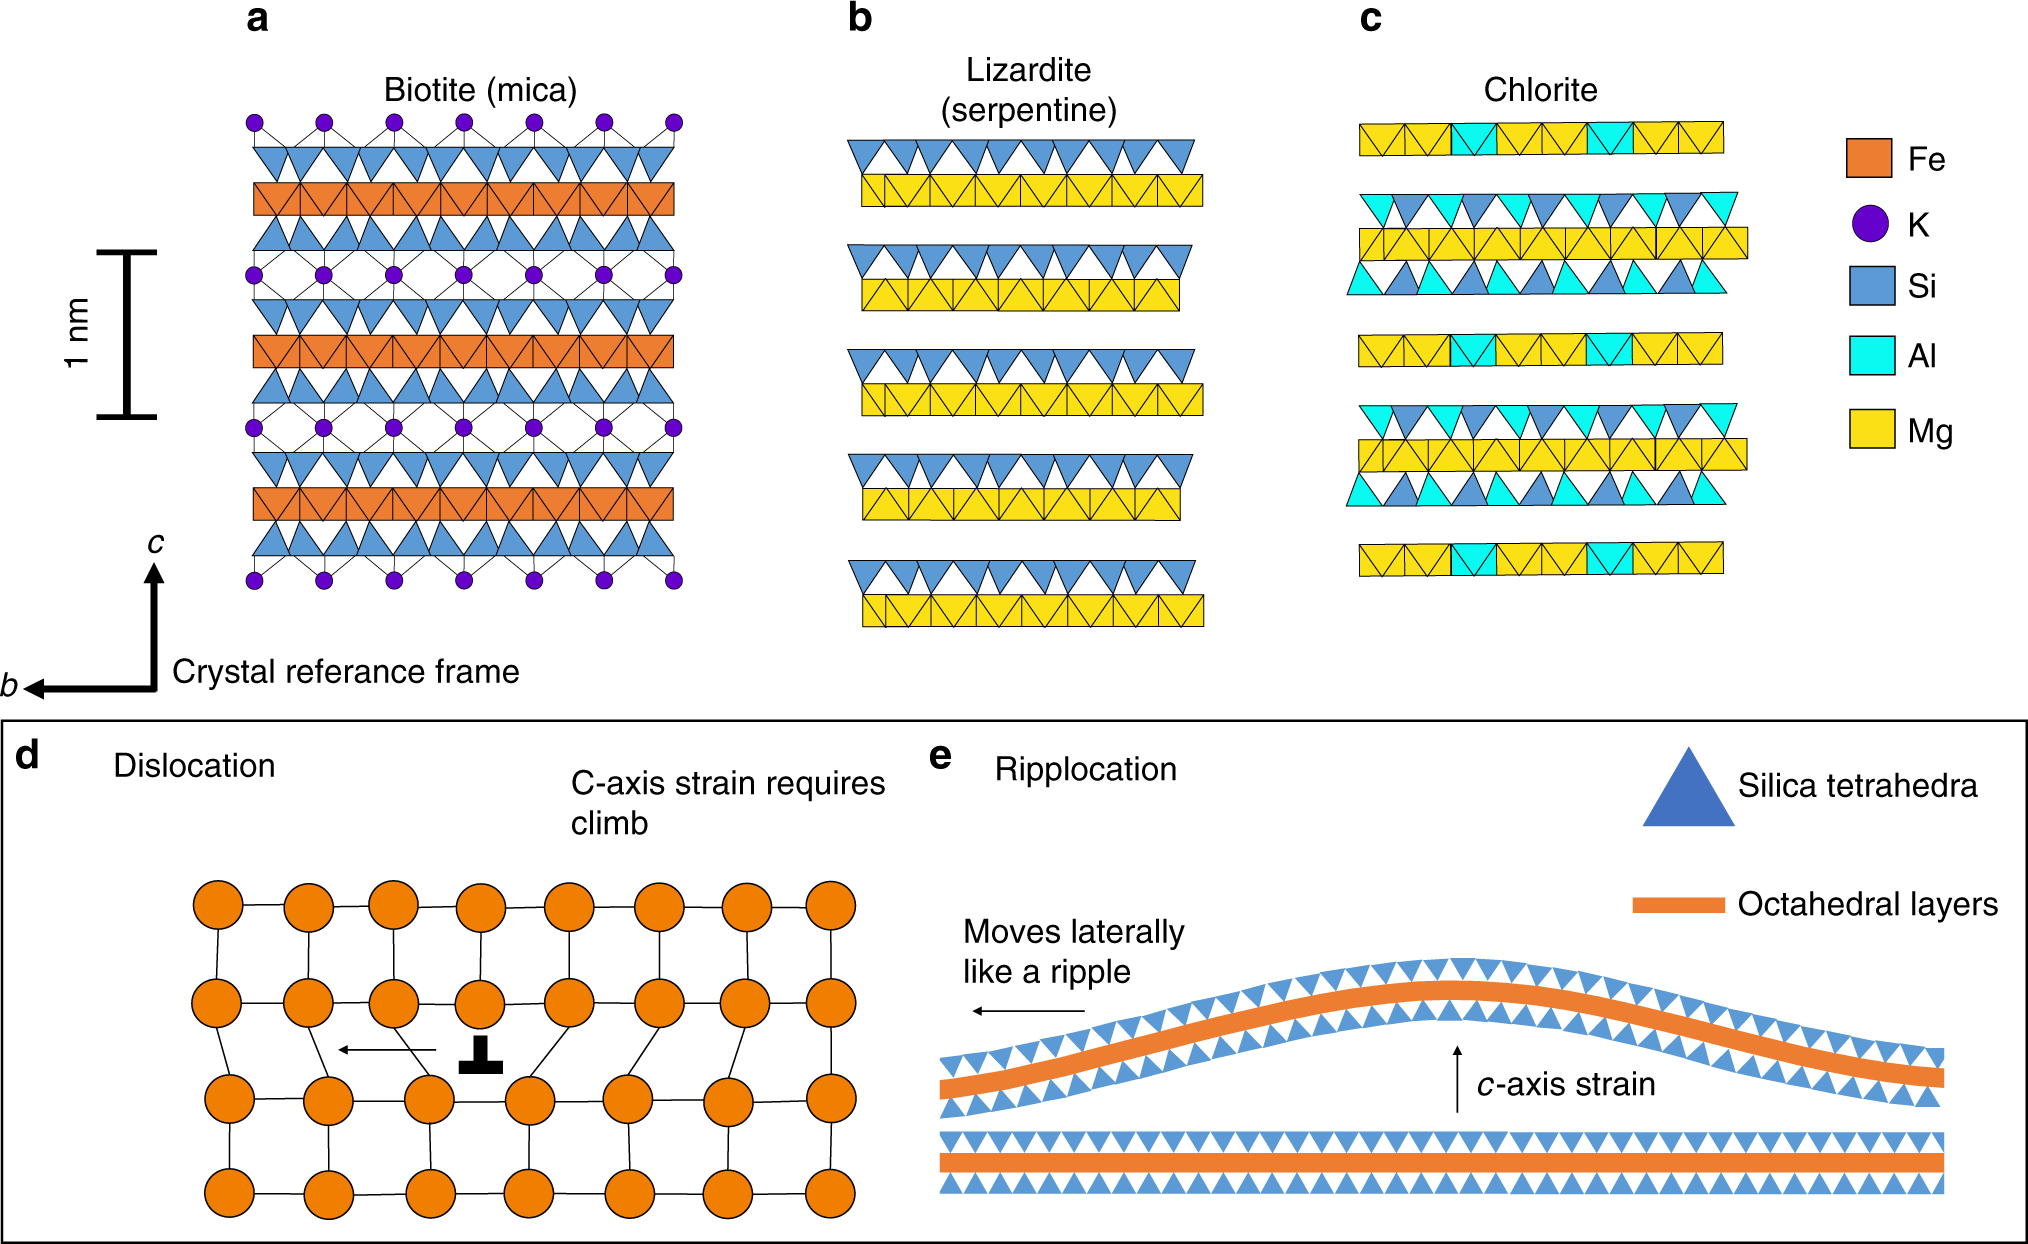 a
Biotite (mica)
b
Lizardite
(serpentine)
c
Chlorite
Fe
K
Si
Al
Mg
1 nm
c
b
Crystal referance frame
d
Dislocation
C-axis strain requires
climb
e
Ripplocation
Silica tetrahedra
Octahedral layers
Moves laterally
like a ripple
c-axis strain